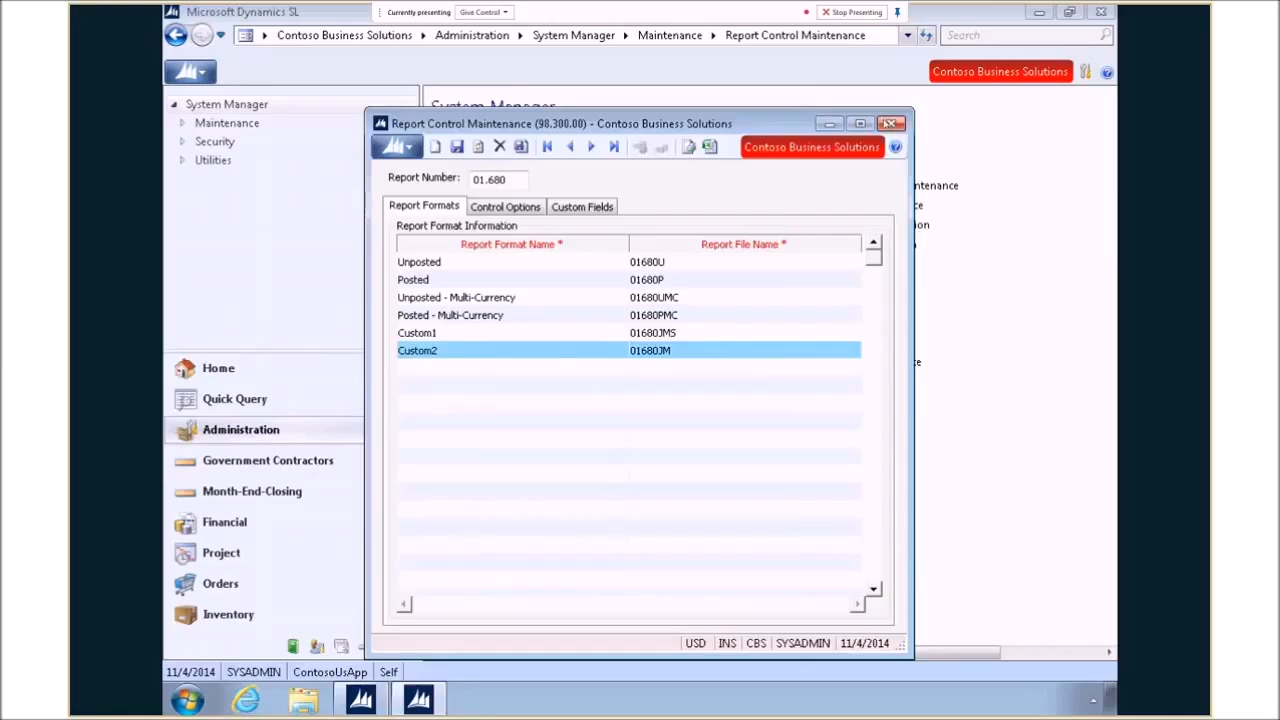 Microsoft Dynamics SL
Currently presenting
Give Control
Stop Presenting
Contoso Business Solutions
Administration
System Manager
Maintenance
Report Control Maintenance
Search
Contoso Business Solutions
System Manager
Maintenance
Security
Utilities
System Manager
Report Control Maintenance (98.300.00) - Contoso Business Solutions
Contoso Business Solutions
Report Number:
01.680
Report Formats
Control Options
Custom Fields
Report Format Information
Report Format Name *
Report File Name *
Unposted
01680U
Posted
01680P
Unposted - Multi-Currency
01680UMC
Posted - Multi-Currency
01680PMC
Custom1
01680JMS
Custom2
01680JM
Home
Quick Query
Administration
Government Contractors
Month-End-Closing
Financial
Project
Orders
Inventory
USD
INS
CBS
SYSADMIN
11/4/2014
11/4/2014
SYSADMIN
ContosoUsApp
Self